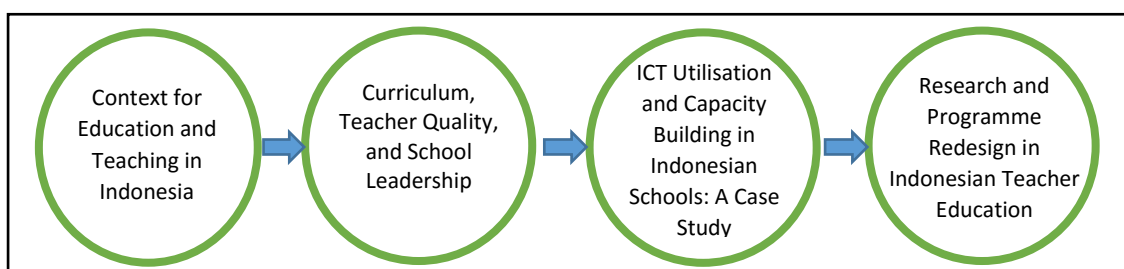 Context for
Education and
Teaching in
Indonesia
Curriculum,
Teacher Quality,
and School
Leadership
ICT Utilisation
and Capacity
Building in
Indonesian
Schools: A Case
Study
Research and
Programme
Redesign in
Indonesian Teacher
Education